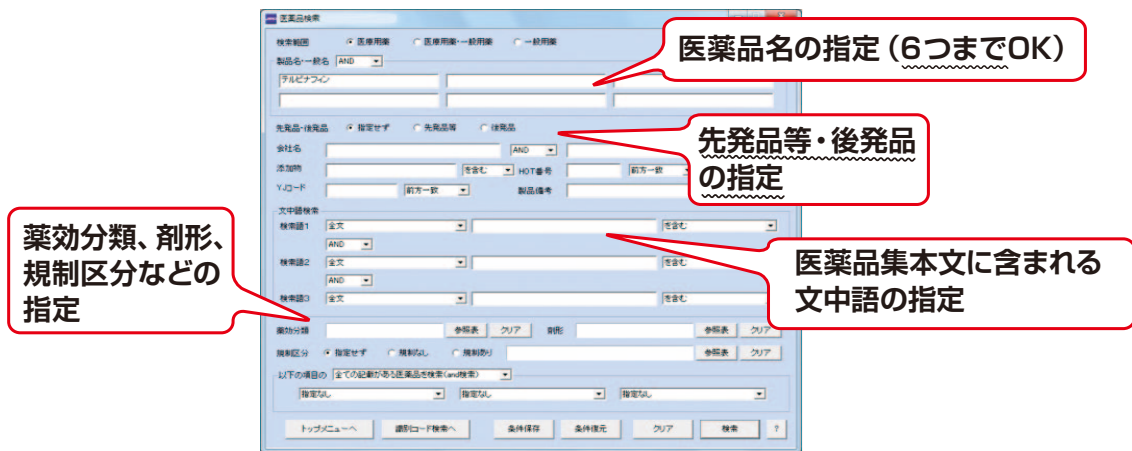 医薬品検索
検索範囲 医療用薬 医療用薬・一般用薬 一般用薬
医薬品名の指定（6つまでOK）
製品名・一般名 AND
テルビナフィン
先発品・後発品 指定せず 先発品等 後発品
先発品等・後発品
の指定
会社名 AND
添加物 を含む HOT番号 前方一致
YJコード 前方一致 製品備考
文中語検索
検索語1 全文 を含む
AND
検索語2 全文 を含む
AND
検索語3 全文 を含む
薬効分類、剤形、
規制区分などの
指定
医薬品集本文に含まれる
文中語の指定
薬効分類 参照表 クリア 剤形 参照表 クリア
規制区分 指定せず 規制なし 規制あり 参照表 クリア
以下の項目の 全ての記載がある医薬品を検索(and検索)
指定なし 指定なし 指定なし
トップメニューへ 識別コード検索へ 条件保存 条件復元 クリア 検索 ?